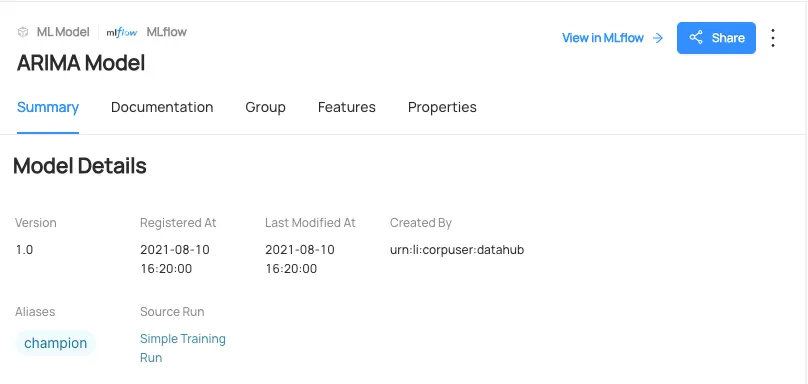 ML Model mlflow MLflow
View in MLflow
Share
ARIMA Model
Summary Documentation Group Features Properties
Model Details
Version Registered At Last Modified At Created By
1.0 2021-08-10 2021-08-10 urn:li:corpuser:datahub
16:20:00 16:20:00
Aliases Source Run
champion Simple Training
Run